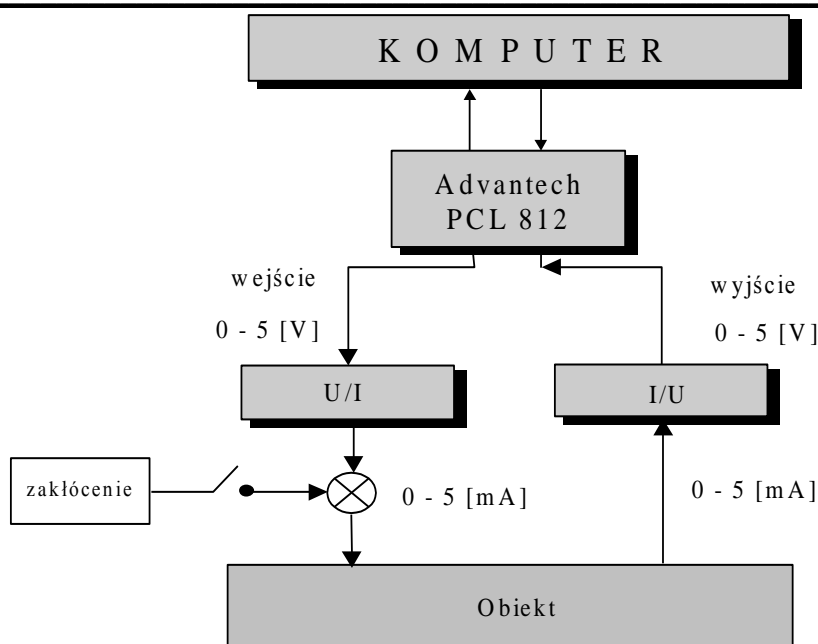 KOMPUTER
Advantech
PCL 812
wejście
0 - 5 [V]
wyjście
0 - 5 [V]
U/I
I/U
zakłócenie
0 - 5 [mA]
0 - 5 [mA]
Obiekt